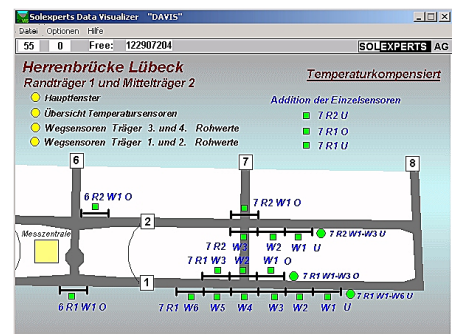 Solexperts Data Visualizer "DAVIS"
Datei Optionen Hilfe
55 0 Free: 122907204 SOLEXPERTS AG
Herrenbrücke Lübeck
Randträger 1 und Mittelträger 2
Temperaturkompensiert
Hauptfenster
Übersicht Temperatursensoren
Wegsensoren Träger 3. und 4. Rohwerte
Wegsensoren Träger 1. und 2. Rohwerte
Addition der Einzelsensoren
7 R2 U
7 R1 O
7 R1 U
6 7 8
6 R2 W1 O
7 R2 W1 O
2
Messzentrale
7 R2 W1-W3 U
7 R2 W3 W2 W1 U
7 R1 W3 W2 W1 O
7 R1 W1-W3 O
1
7 R1 W1-W6 U
6 R1 W1 O
7 R1 W6 W5 W4 W3 W2 W1 U